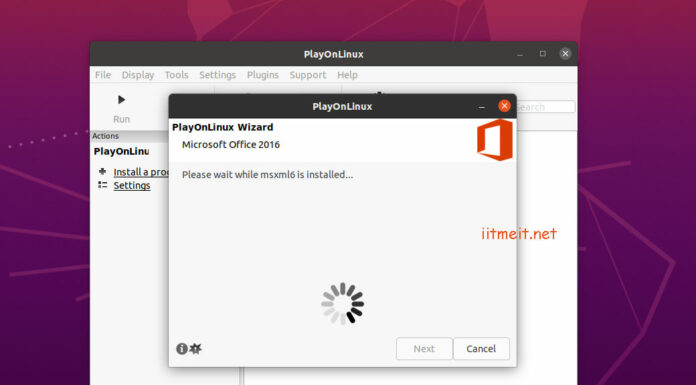 PlayOnLinux
File Display Tools Settings Plugins Support Help
Run
Search
Actions
PlayOnLinu
Install a pro
Settings
PlayOnLinux
PlayOnLinux Wizard
Microsoft Office 2016
Please wait while msxml6 is installed...
iitmeit.net
Next Cancel